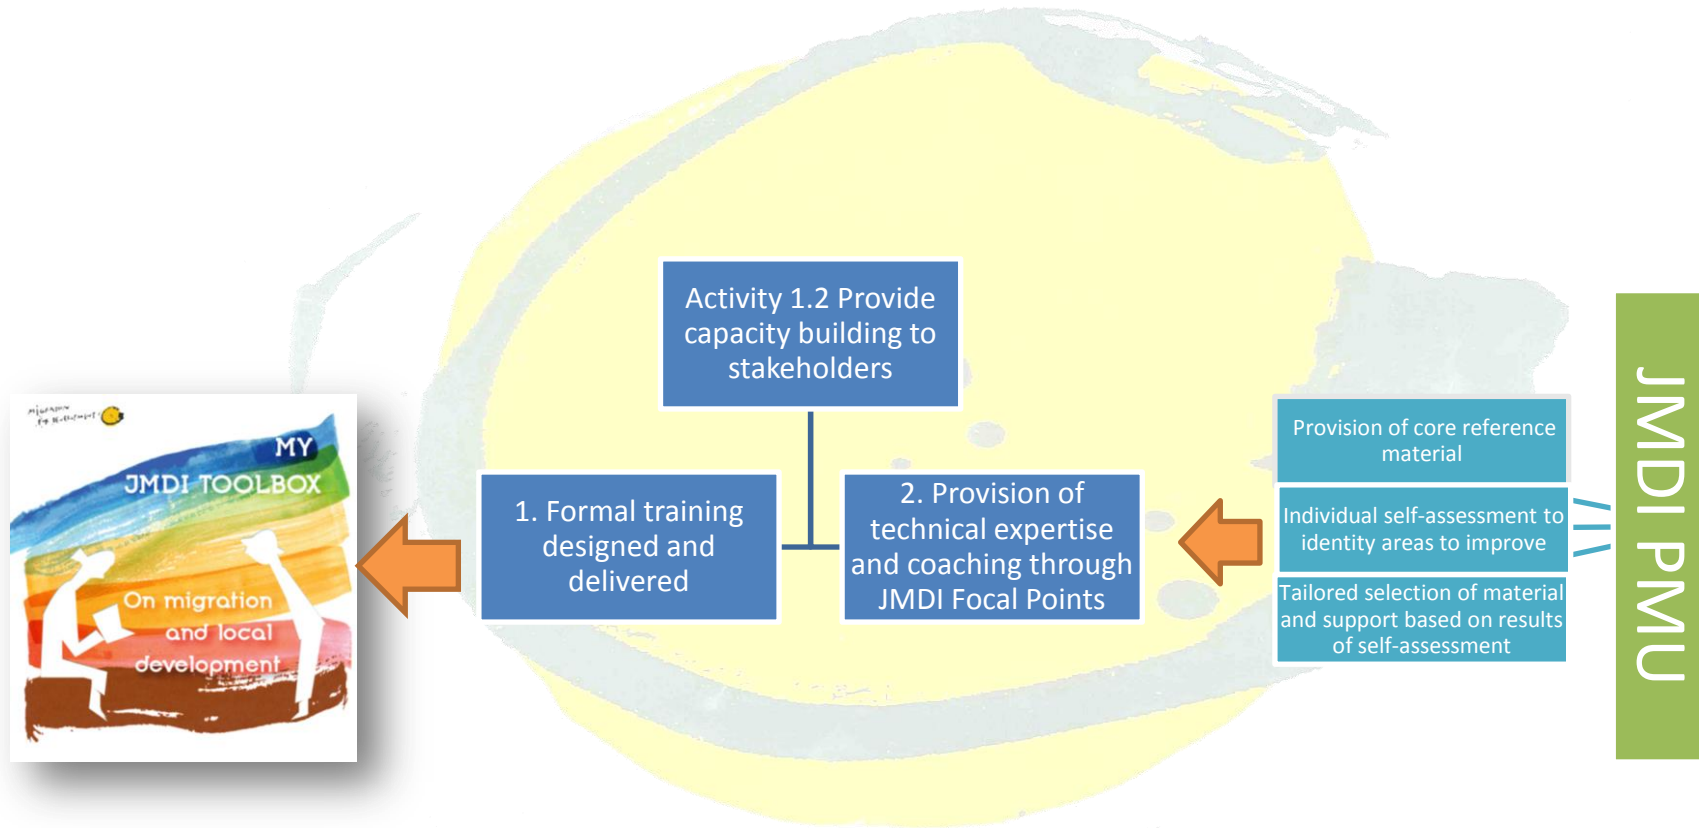 Activity 1.2 Provide
capacity building to
stakeholders
MY
JMDI TOOLBOX
On migration
and local
development
1. Formal training
designed and
delivered
2. Provision of
technical expertise
and coaching through
JMDI Focal Points
Provision of core reference
material
Individual self-assessment to
identity areas to improve
Tailored selection of material
and support based on results
of self-assessment
JMDI PMU